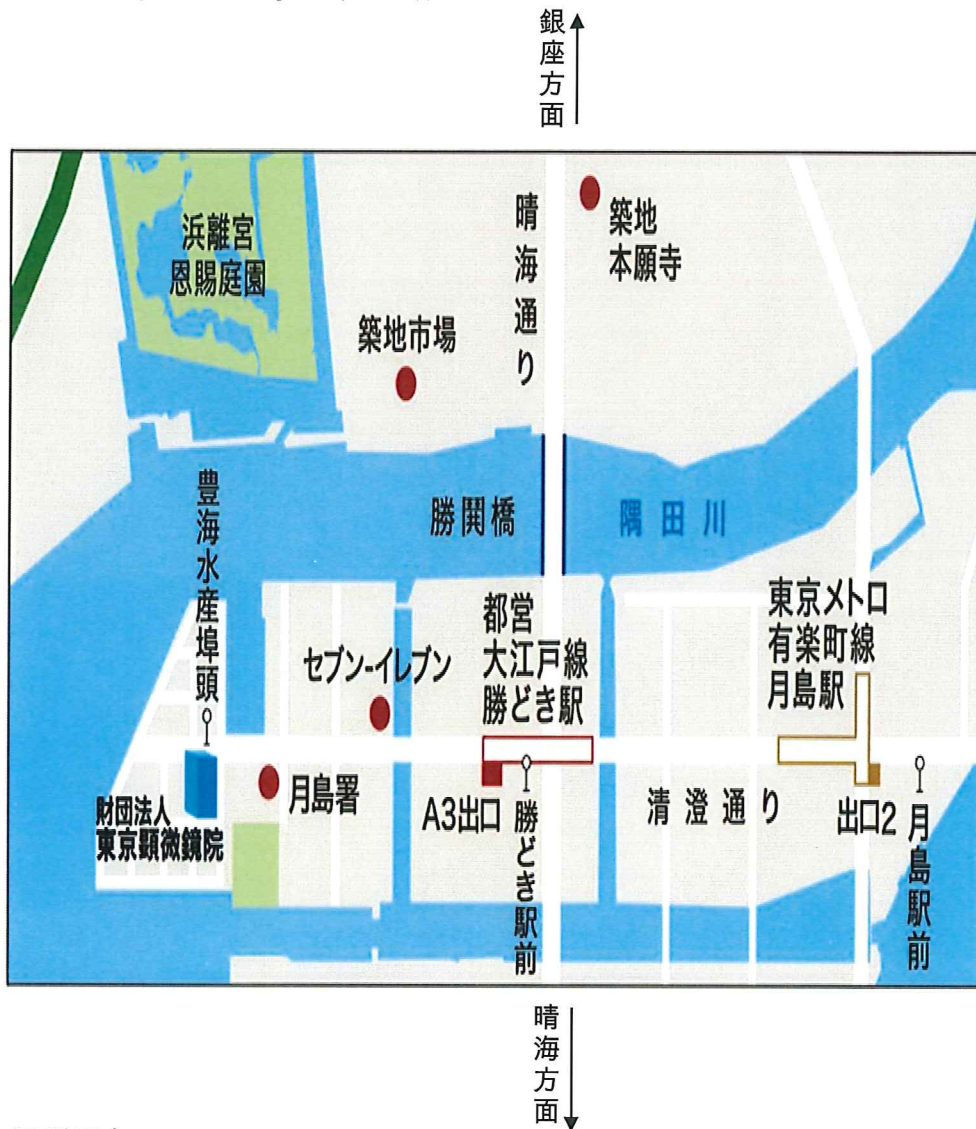 銀座方面
浜離宮
恩賜庭園
晴海通り
築地
本願寺
築地市場
勝鬨橋
隅田川
豊海水産埠頭
都営
大江戸線
勝どき駅
東京メトロ
有楽町線
月島駅
セブン-イレブン
月島署
財団法人
東京顕微鏡院
A3出口
勝どき駅前
清澄通り
出口2
月島駅前
晴海方面